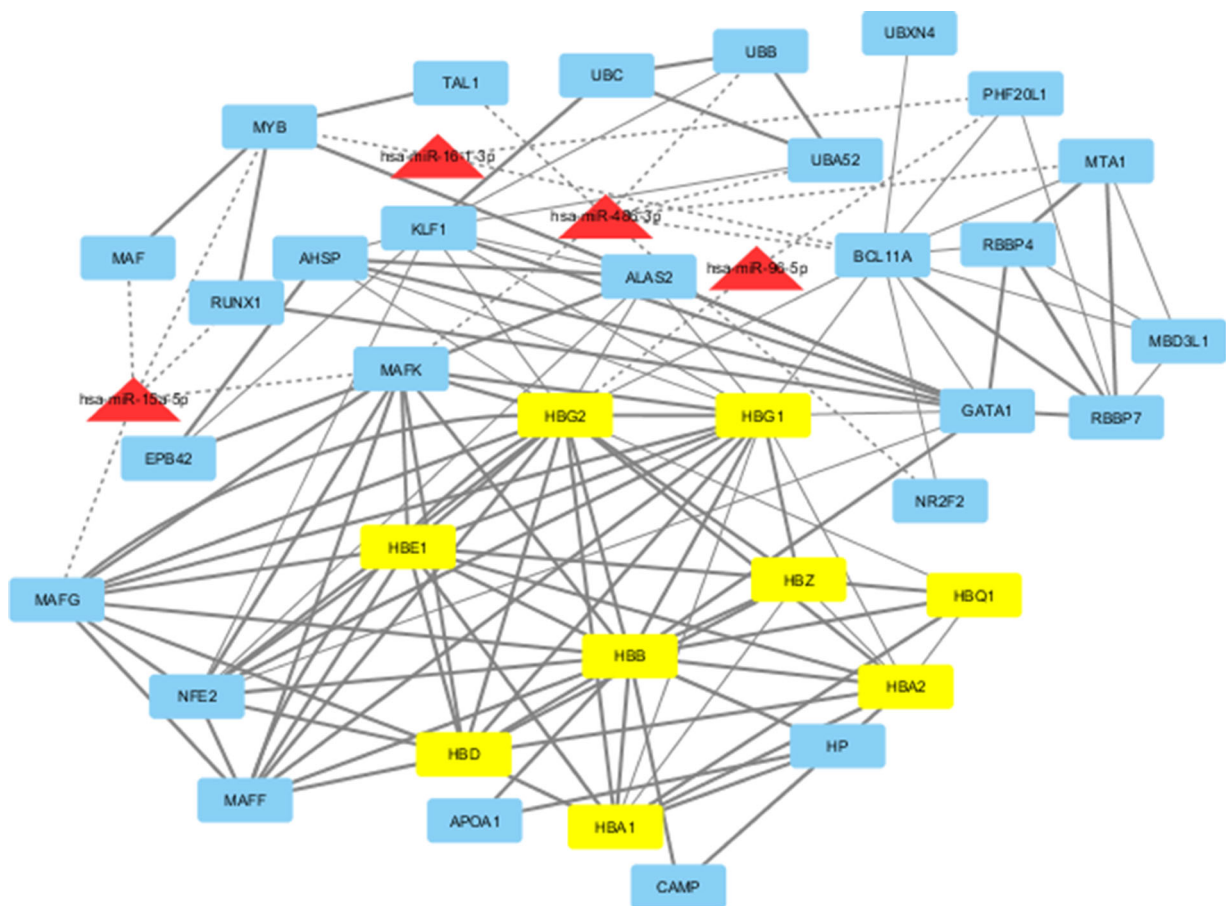 UBXN4
UBB
UBC
TAL1
PHF20L1
MYB
hsa-miR-16-1-3p
UBA52
MTA1
hsa-miR-486-3p
KLF1
MAF
AHSP
BCL11A
RBBP4
hsa-miR-96-5p
ALAS2
RUNX1
MBD3L1
MAFK
hsa-miR-15a-5p
HBG2
HBG1
GATA1
RBBP7
EPB42
NR2F2
HBE1
HBZ
HBQ1
MAFG
HBB
HBA2
NFE2
HBD
HP
MAFF
APOA1
HBA1
CAMP